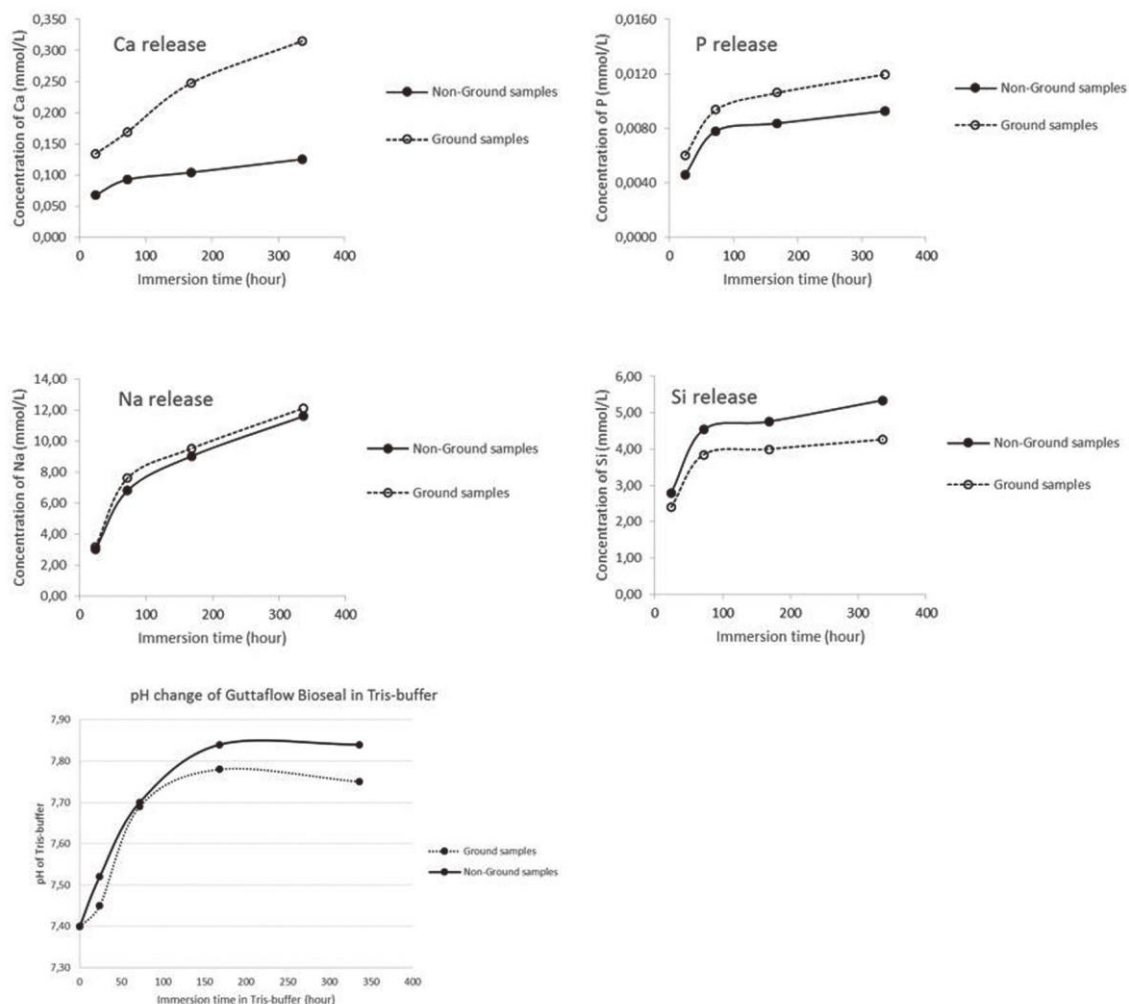 Ca release
Concentration of Ca (mmol/L)
0,350
0,300
0,250
0,200
0,150
0,100
0,050
0,000
0 100 200 300 400
Immersion time (hour)
Non-Ground samples
Ground samples
P release
Concentration of P (mmol/L)
0,0160
0,0120
0,0080
0,0040
0,0000
0 100 200 300 400
Immersion time (hour)
Non-Ground samples
Ground samples
Na release
Concentration of Na (mmol/L)
14,00
12,00
10,00
8,00
6,00
4,00
2,00
0,00
0 100 200 300 400
Immersion time (hour)
Non-Ground samples
Ground samples
Si release
Concentration of Si (mmol/L)
6,00
5,00
4,00
3,00
2,00
1,00
0,00
0 100 200 300 400
Immersion time (hour)
Non-Ground samples
Ground samples
pH change of Guttaflow Bioseal in Tris-buffer
pH of Tris-buffer
7,90
7,80
7,70
7,60
7,50
7,40
7,30
0 50 100 150 200 250 300 350 400
Immersion time in Tris-buffer (hour)
Ground samples
Non-Ground samples